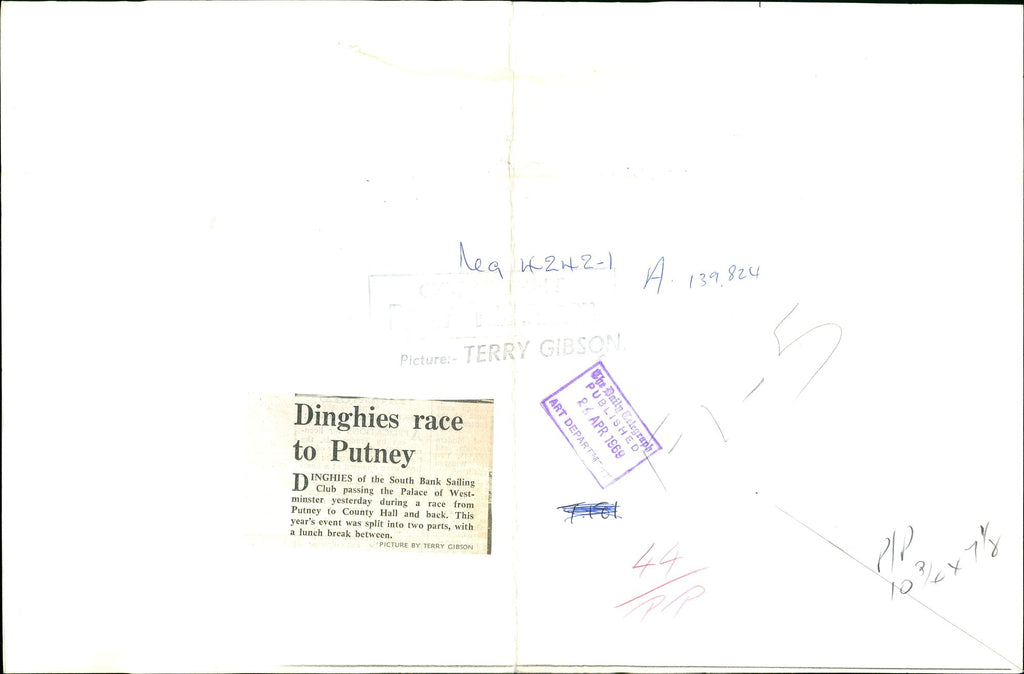 Neg 4242-1
A. 139,824
Picture:- TERRY GIBSON.
The Daily Telegraph
PUBLISHED
26 APR 1969
ART DEPARTMENT
Dinghies race
to Putney
DINGHIES of the South Bank Sailing
Club passing the Palace of West-
minster yesterday during a race from
Putney to County Hall and back. This
year's event was split into two parts, with
a lunch break between.
PICTURE BY TERRY GIBSON
44
PP
P/P
10 3/4 x 7 1/8